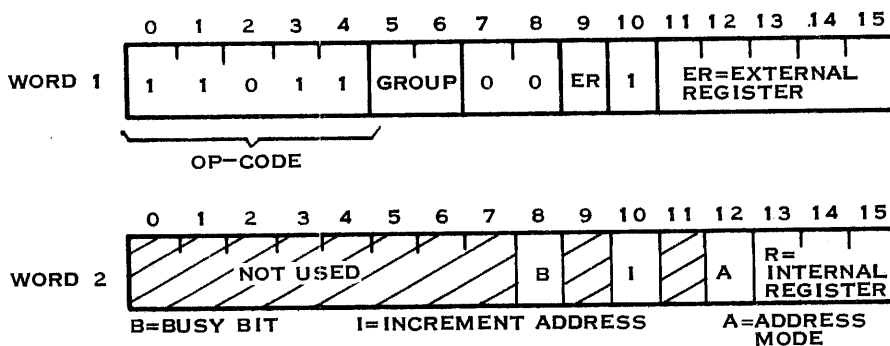 0 1 2 3 4 5 6 7 8 9 10 11 12 13 14 15
WORD 1 1 1 0 1 1 GROUP 0 0 ER 1 ER=EXTERNAL
REGISTER
OP-CODE
0 1 2 3 4 5 6 7 8 9 10 11 12 13 14 15
WORD 2 NOT USED B I A R=
INTERNAL
REGISTER
B=BUSY BIT I=INCREMENT ADDRESS A=ADDRESS
MODE